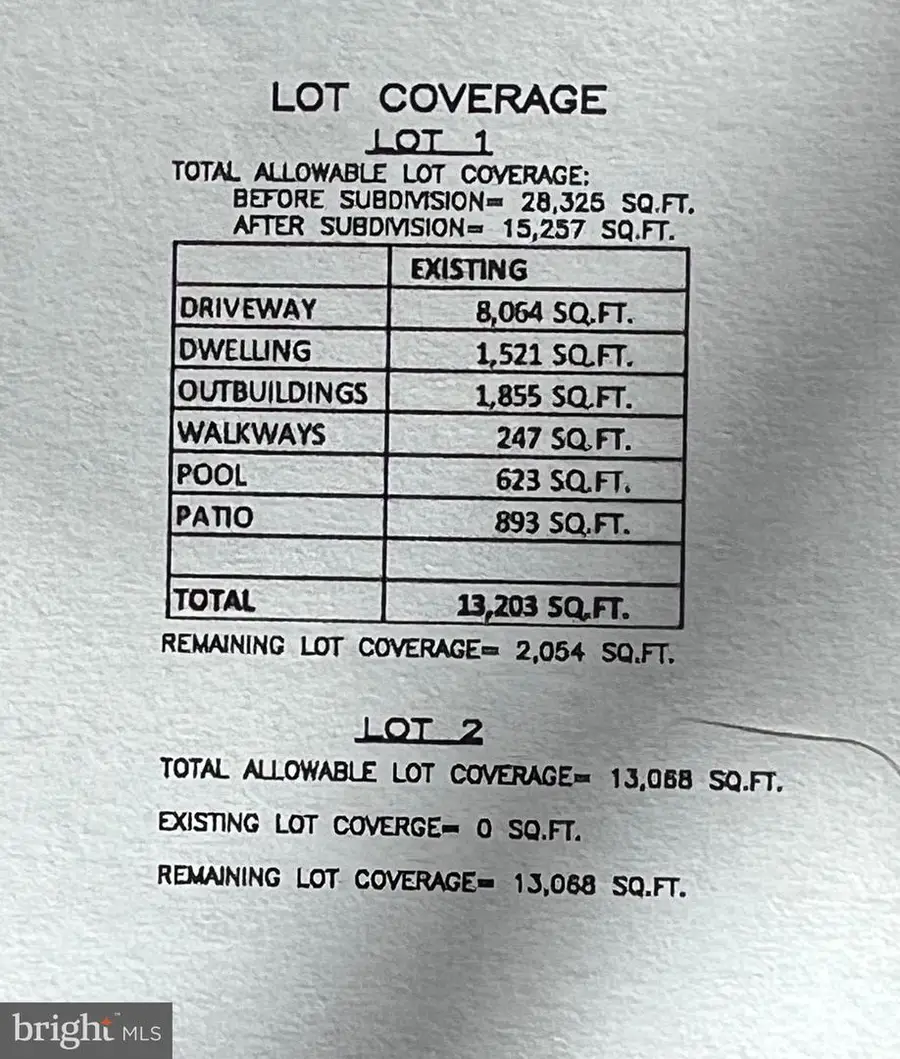 LOT COVERAGE
LOT 1
TOTAL ALLOWABLE LOT COVERAGE:
BEFORE SUBDIVISION= 28,325 SQ.FT.
AFTER SUBDIVISION= 15,257 SQ.FT.
EXISTING
DRIVEWAY 8,064 SQ.FT.
DWELLING 1,521 SQ.FT.
OUTBUILDINGS 1,855 SQ.FT.
WALKWAYS 247 SQ.FT.
POOL 623 SQ.FT.
PATIO 893 SQ.FT.
TOTAL 13,203 SQ.FT.
REMAINING LOT COVERAGE= 2,054 SQ.FT.
LOT 2
TOTAL ALLOWABLE LOT COVERAGE= 13,068 SQ.FT.
EXISTING LOT COVERGE= 0 SQ.FT.
REMAINING LOT COVERAGE= 13,068 SQ.FT.
bright™ MLS